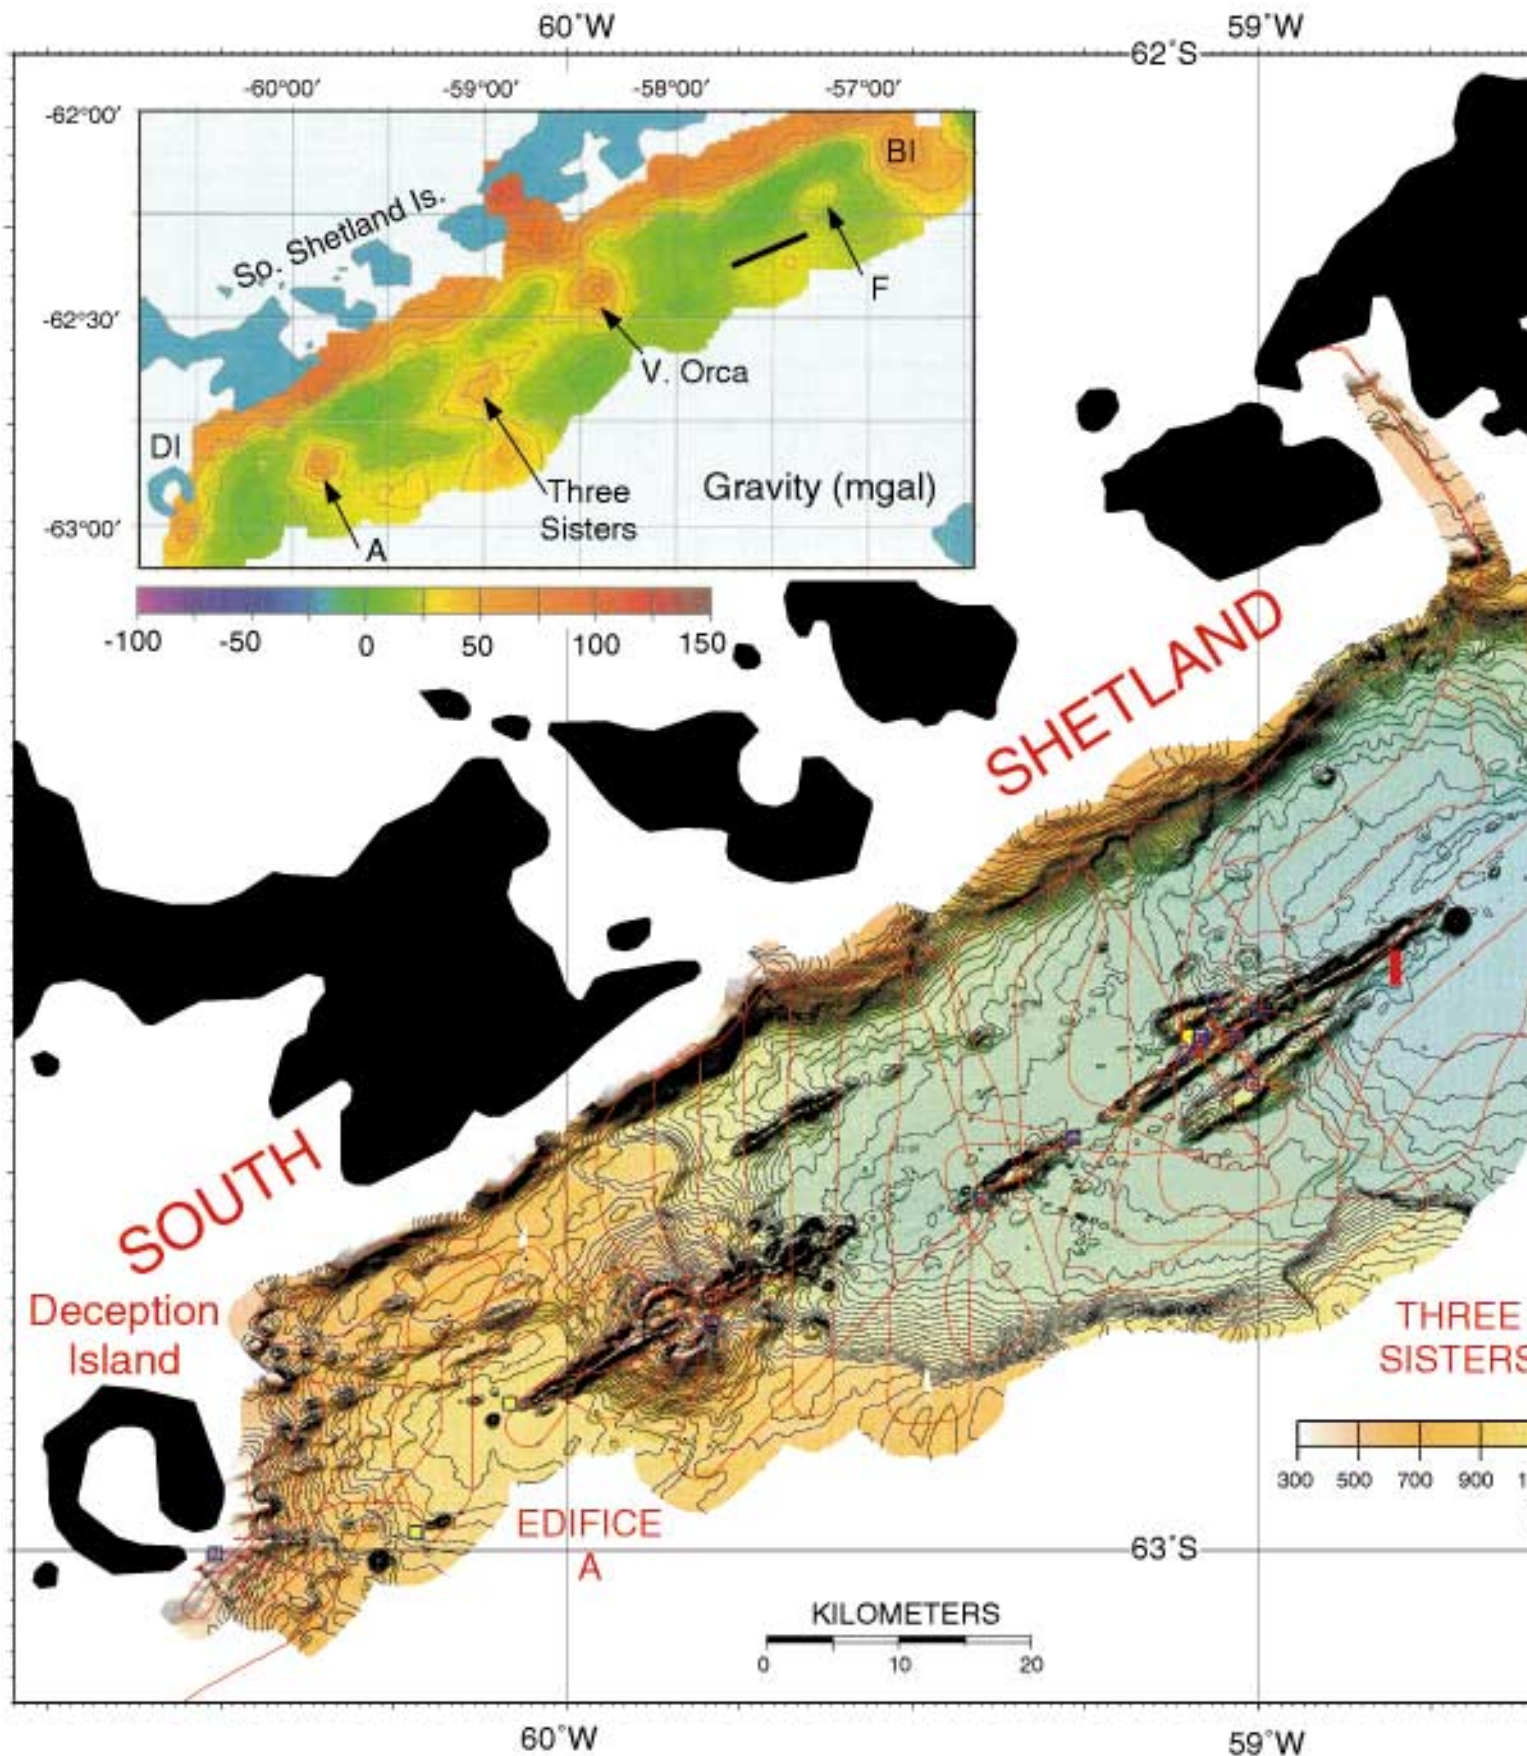 60°W
59°W
62°S
-60°00′
-59°00′
-58°00′
-57°00′
-62°00′
BI
So. Shetland Is.
F
-62°30′
V. Orca
DI
Gravity (mgal)
Three
Sisters
-63°00′
A
-100
-50
0
50
100
150
SHETLAND
SOUTH
Deception
Island
THREE
SISTERS
300
500
700
900
EDIFICE
A
63°S
KILOMETERS
0
10
20
60°W
59°W